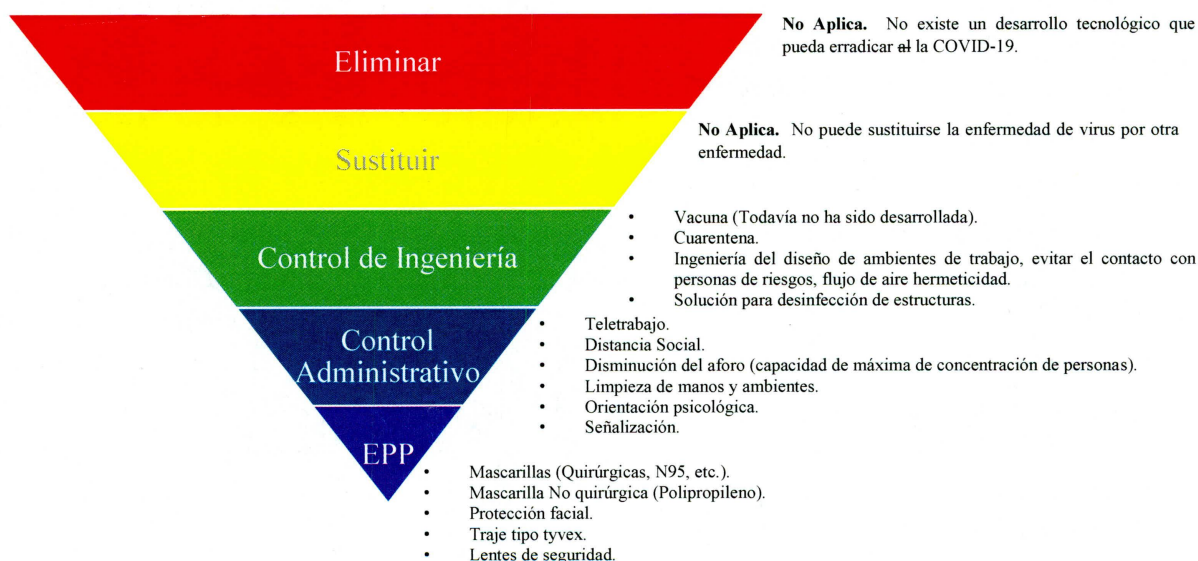 Eliminar
No Aplica. No existe un desarrollo tecnológico que
pueda erradicar al la COVID-19.
Sustituir
No Aplica. No puede sustituirse la enfermedad de virus por otra
enfermedad.
Control de Ingeniería
• Vacuna (Todavía no ha sido desarrollada).
• Cuarentena.
• Ingeniería del diseño de ambientes de trabajo, evitar el contacto con
personas de riesgos, flujo de aire hermeticidad.
• Solución para desinfección de estructuras.
Control
Administrativo
• Teletrabajo.
• Distancia Social.
• Disminución del aforo (capacidad de máxima de concentración de personas).
• Limpieza de manos y ambientes.
• Orientación psicológica.
• Señalización.
EPP
• Mascarillas (Quirúrgicas, N95, etc.).
• Mascarilla No quirúrgica (Polipropileno).
• Protección facial.
• Traje tipo tyvex.
• Lentes de seguridad.